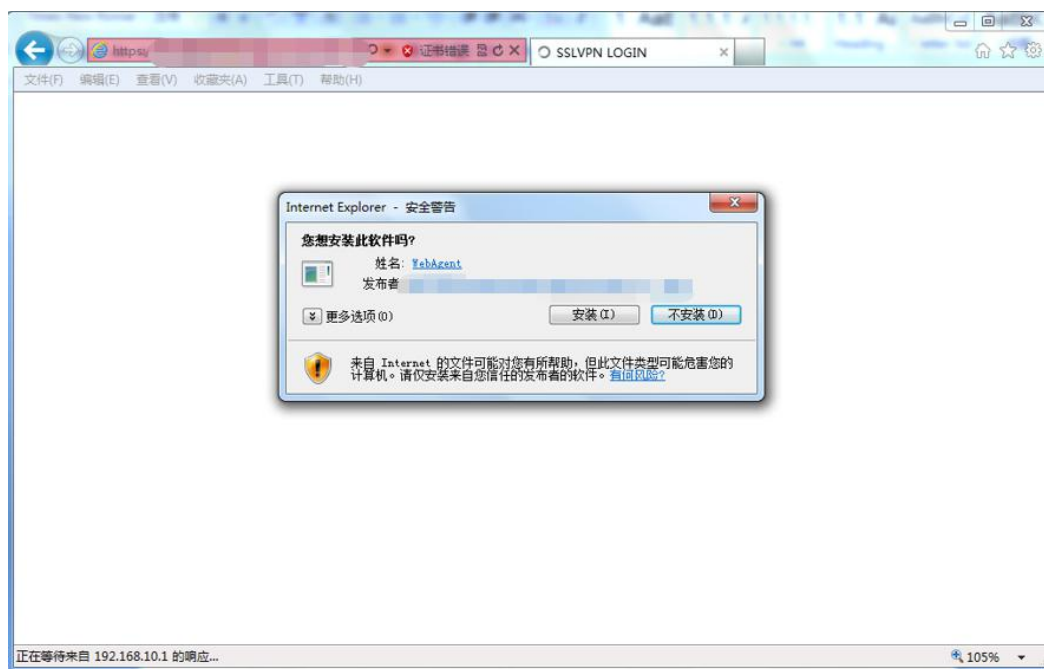 https:/
证书错误
SSLVPN LOGIN
文件(F) 编辑(E) 查看(V) 收藏夹(A) 工具(T) 帮助(H)
Internet Explorer - 安全警告
您想安装此软件吗?
姓名: WebAgent
发布者
更多选项(O)
安装(I)
不安装(D)
来自 Internet 的文件可能对您有所帮助，但此文件类型可能危害您的
计算机。请仅安装来自您信任的发布者的软件。有何风险?
正在等待来自 192.168.10.1 的响应...
105%